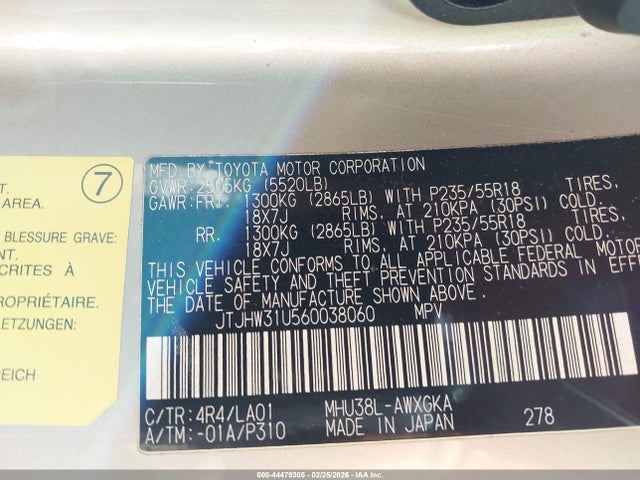 7
AREA.
BLESSURE GRAVE:
CRITES À
PROPRIÉTAIRE.
LETZUNGEN:
REICH
MFD. BY: TOYOTA MOTOR CORPORATION
GVWR: 2505KG (5520LB)
GAWR: FRT. 1300KG (2865LB) WITH P235/55R18 TIRES,
18X7J RIMS, AT 210KPA (30PSI) COLD.
RR. 1300KG (2865LB) WITH P235/55R18 TIRES,
18X7J RIMS, AT 210KPA (30PSI) COLD.
THIS VEHICLE CONFORMS TO ALL APPLICABLE FEDERAL MOTOR
VEHICLE SAFETY AND THEFT PREVENTION STANDARDS IN EFFE
THE DATE OF MANUFACTURE SHOWN ABOVE.
JTJHW31U560038060 MPV
C/TR: 4R4/LA01 MHU38L-AWXGKA
A/TM: -01A/P310 MADE IN JAPAN 278
000-44479305 - 02/25/2026 - IAA Inc.